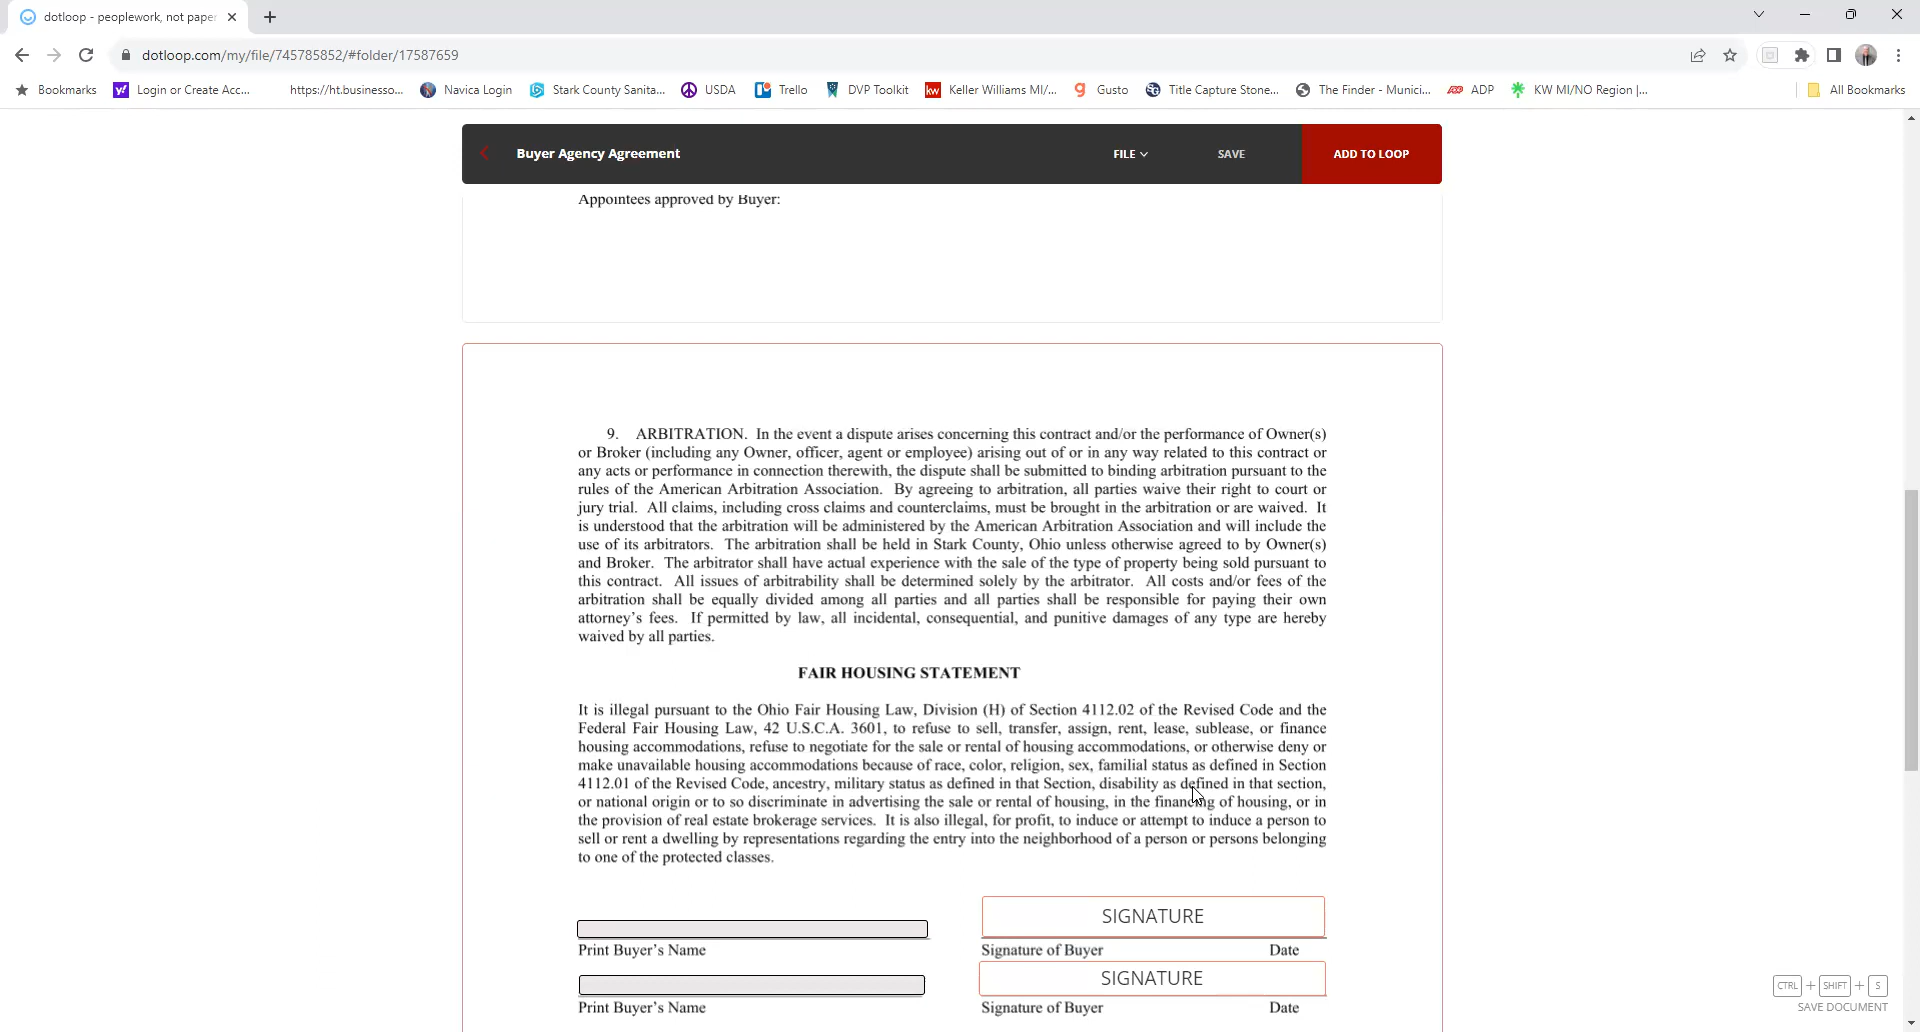 dotloop - peoplework, not paper
dotloop.com/my/file/745785852/#folder/17587659
Bookmarks
Login or Create Acc...
https://ht.businesso...
Navica Login
Stark County Sanita...
USDA
Trello
DVP Toolkit
kw
Keller Williams MI/...
Gusto
Title Capture Stone...
The Finder - Munici...
ADP
KW MI/NO Region |...
All Bookmarks
Buyer Agency Agreement
FILE
SAVE
ADD TO LOOP
Appointees approved by Buyer:
9. ARBITRATION. In the event a dispute arises concerning this contract and/or the performance of Owner(s)
or Broker (including any Owner, officer, agent or employee) arising out of or in any way related to this contract or
any acts or performance in connection therewith, the dispute shall be submitted to binding arbitration pursuant to the
rules of the American Arbitration Association. By agreeing to arbitration, all parties waive their right to court or
jury trial. All claims, including cross claims and counterclaims, must be brought in the arbitration or are waived. It
is understood that the arbitration will be administered by the American Arbitration Association and will include the
use of its arbitrators. The arbitration shall be held in Stark County, Ohio unless otherwise agreed to by Owner(s)
and Broker. The arbitrator shall have actual experience with the sale of the type of property being sold pursuant to
this contract. All issues of arbitrability shall be determined solely by the arbitrator. All costs and/or fees of the
arbitration shall be equally divided among all parties and all parties shall be responsible for paying their own
attorney's fees. If permitted by law, all incidental, consequential, and punitive damages of any type are hereby
waived by all parties.
FAIR HOUSING STATEMENT
It is illegal pursuant to the Ohio Fair Housing Law, Division (H) of Section 4112.02 of the Revised Code and the
Federal Fair Housing Law, 42 U.S.C.A. 3601, to refuse to sell, transfer, assign, rent, lease, sublease, or finance
housing accommodations, refuse to negotiate for the sale or rental of housing accommodations, or otherwise deny or
make unavailable housing accommodations because of race, color, religion, sex, familial status as defined in Section
4112.01 of the Revised Code, ancestry, military status as defined in that Section, disability as defined in that section,
or national origin or to so discriminate in advertising the sale or rental of housing, in the financing of housing, or in
the provision of real estate brokerage services. It is also illegal, for profit, to induce or attempt to induce a person to
sell or rent a dwelling by representations regarding the entry into the neighborhood of a person or persons belonging
to one of the protected classes.
SIGNATURE
Print Buyer's Name
Signature of Buyer Date
SIGNATURE
Print Buyer's Name
Signature of Buyer Date
CTRL + SHIFT + S
SAVE DOCUMENT